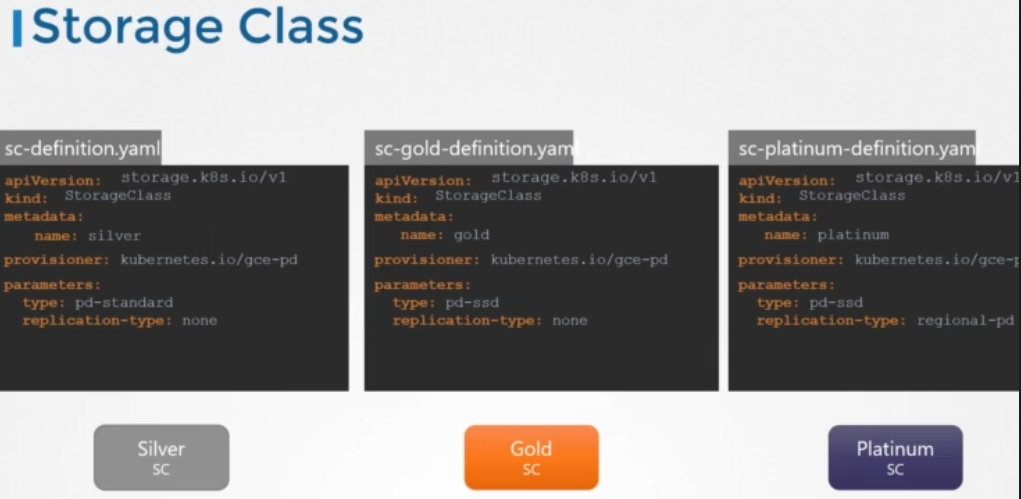 Storage Class
sc-definition.yaml
apiVersion: storage.k8s.io/v1
kind: StorageClass
metadata:
name: silver
provisioner: kubernetes.io/gce-pd
parameters:
type: pd-standard
replication-type: none
sc-gold-definition.yaml
apiVersion: storage.k8s.io/v1
kind: StorageClass
metadata:
name: gold
provisioner: kubernetes.io/gce-pd
parameters:
type: pd-ssd
replication-type: none
sc-platinum-definition.yam
apiVersion: storage.k8s.io/v1
kind: StorageClass
metadata:
name: platinum
provisioner: kubernetes.io/gce-p
parameters:
type: pd-ssd
replication-type: regional-pd
Silver
SC
Gold
SC
Platinum
SC